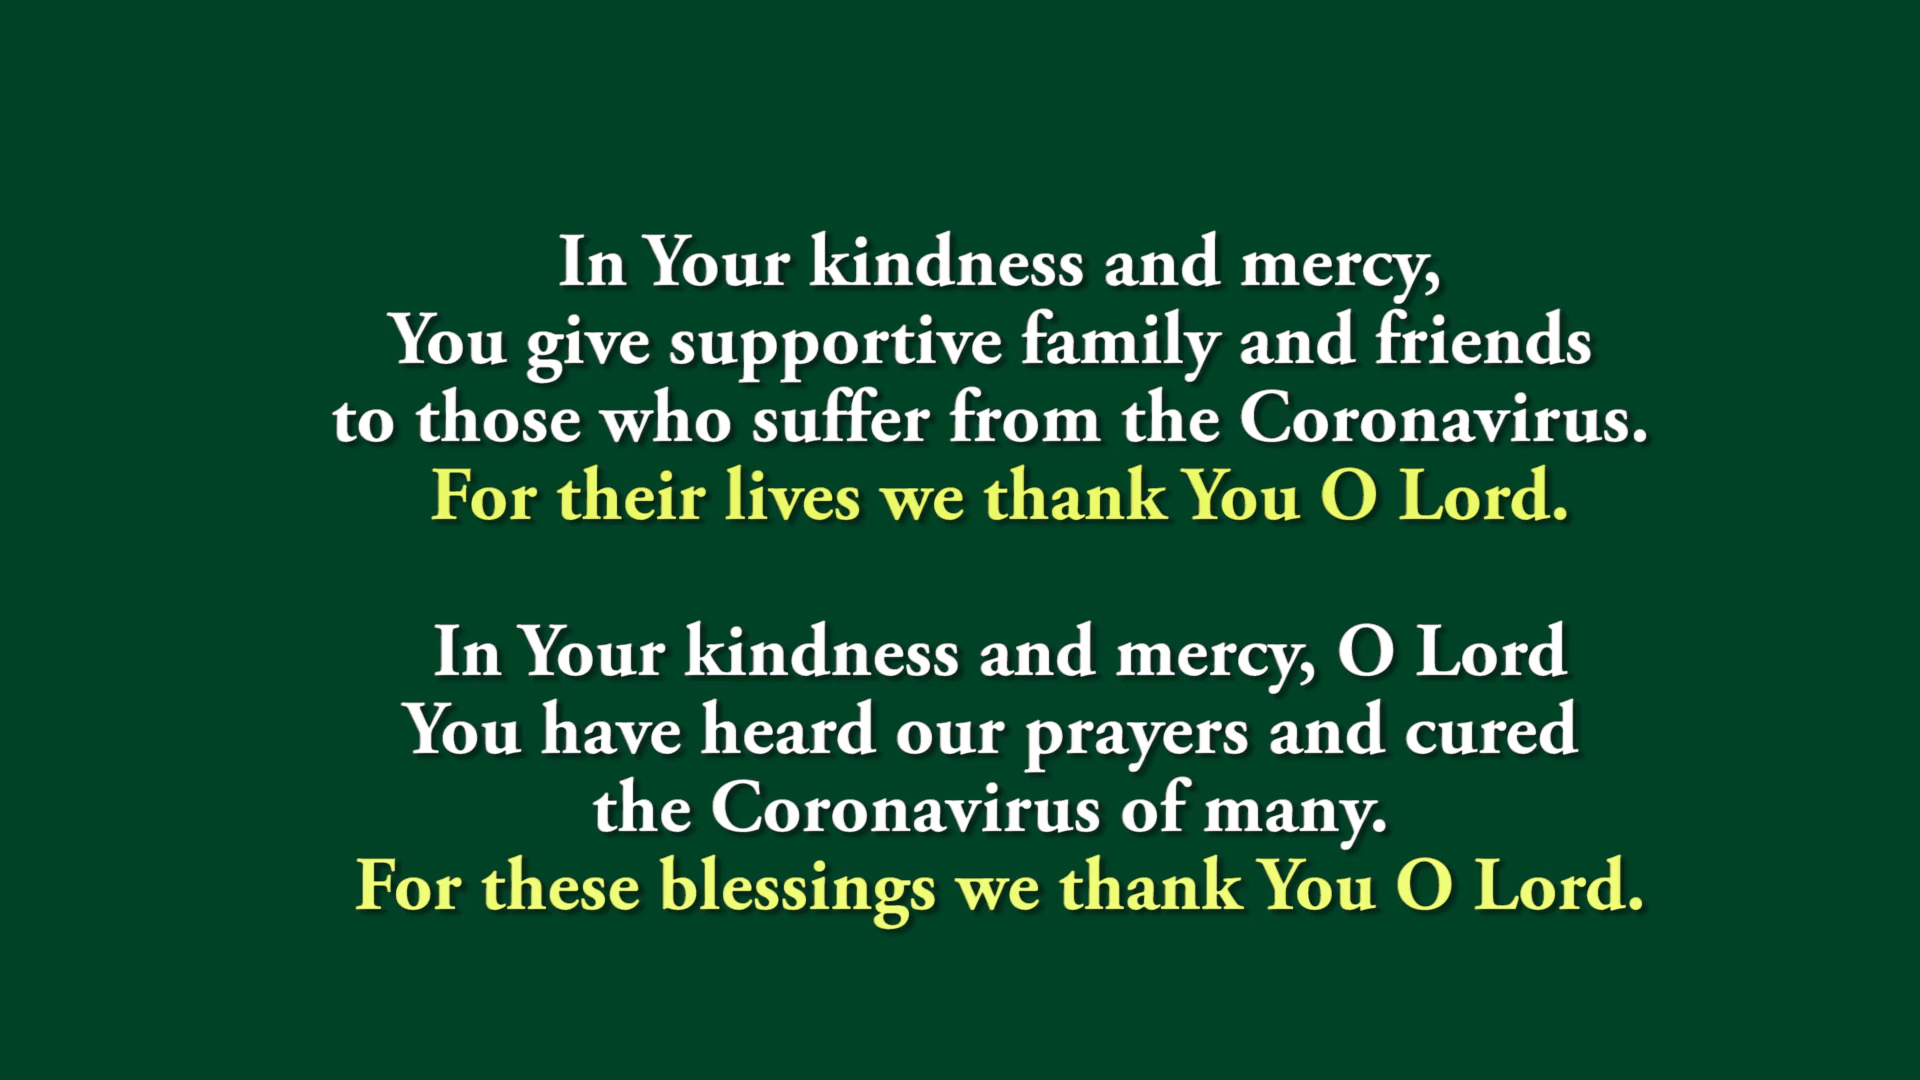 In Your kindness and mercy,
You give supportive family and friends
to those who suffer from the Coronavirus.
For their lives we thank You O Lord.
In Your kindness and mercy, O Lord
You have heard our prayers and cured
the Coronavirus of many.
For these blessings we thank You O Lord.